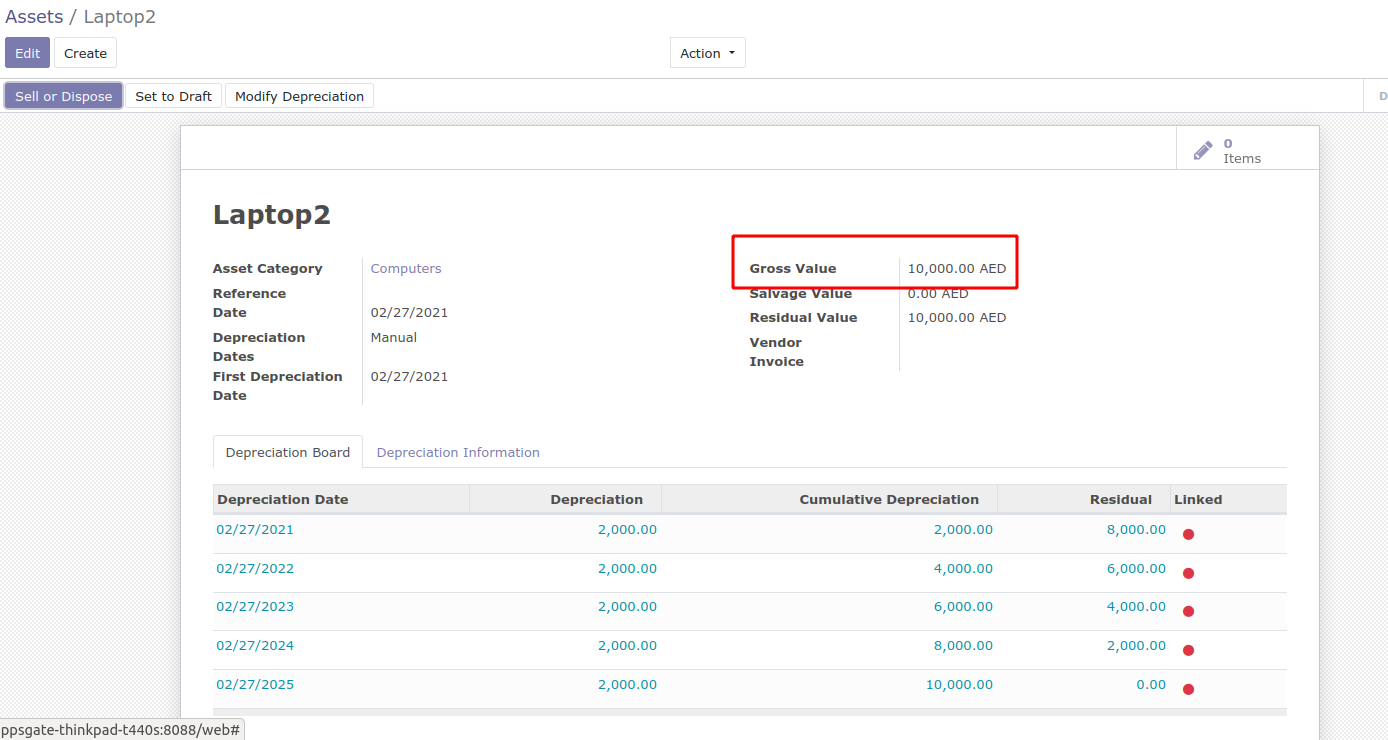 Assets / Laptop2
Edit Create Action
Sell or Dispose Set to Draft Modify Depreciation D
0
Items
Laptop2
Asset Category Computers
Reference
Date 02/27/2021
Depreciation Manual
Dates
First Depreciation 02/27/2021
Date
Gross Value 10,000.00 AED
Salvage Value 0.00 AED
Residual Value 10,000.00 AED
Vendor
Invoice
Depreciation Board Depreciation Information
Depreciation Date Depreciation Cumulative Depreciation Residual Linked
02/27/2021 2,000.00 2,000.00 8,000.00
02/27/2022 2,000.00 4,000.00 6,000.00
02/27/2023 2,000.00 6,000.00 4,000.00
02/27/2024 2,000.00 8,000.00 2,000.00
02/27/2025 2,000.00 10,000.00 0.00
ppsgate-thinkpad-t440s:8088/web#